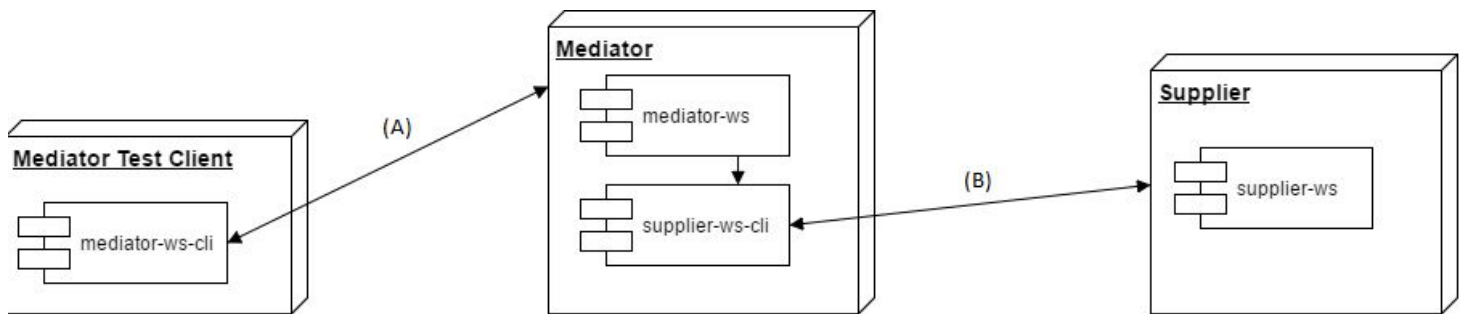 Mediator Test Client
mediator-ws-cli
(A)
Mediator
mediator-ws
supplier-ws-cli
(B)
Supplier
supplier-ws